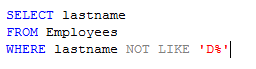 SELECT lastname
FROM Employees
WHERE lastname NOT LIKE 'D%'